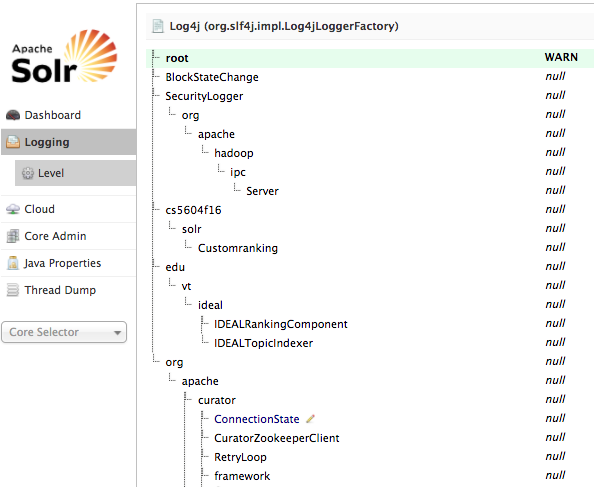 Apache
Solr
Dashboard
Logging
Level
Cloud
Core Admin
Java Properties
Thread Dump
Core Selector
Log4j (org.slf4j.impl.Log4jLoggerFactory)
root WARN
BlockStateChange null
SecurityLogger null
org null
apache null
hadoop null
ipc null
Server null
cs5604f16 null
solr null
Customranking null
edu null
vt null
ideal null
IDEALRankingComponent null
IDEALTopicIndexer null
org null
apache null
curator null
ConnectionState null
CuratorZookeeperClient null
RetryLoop null
framework null